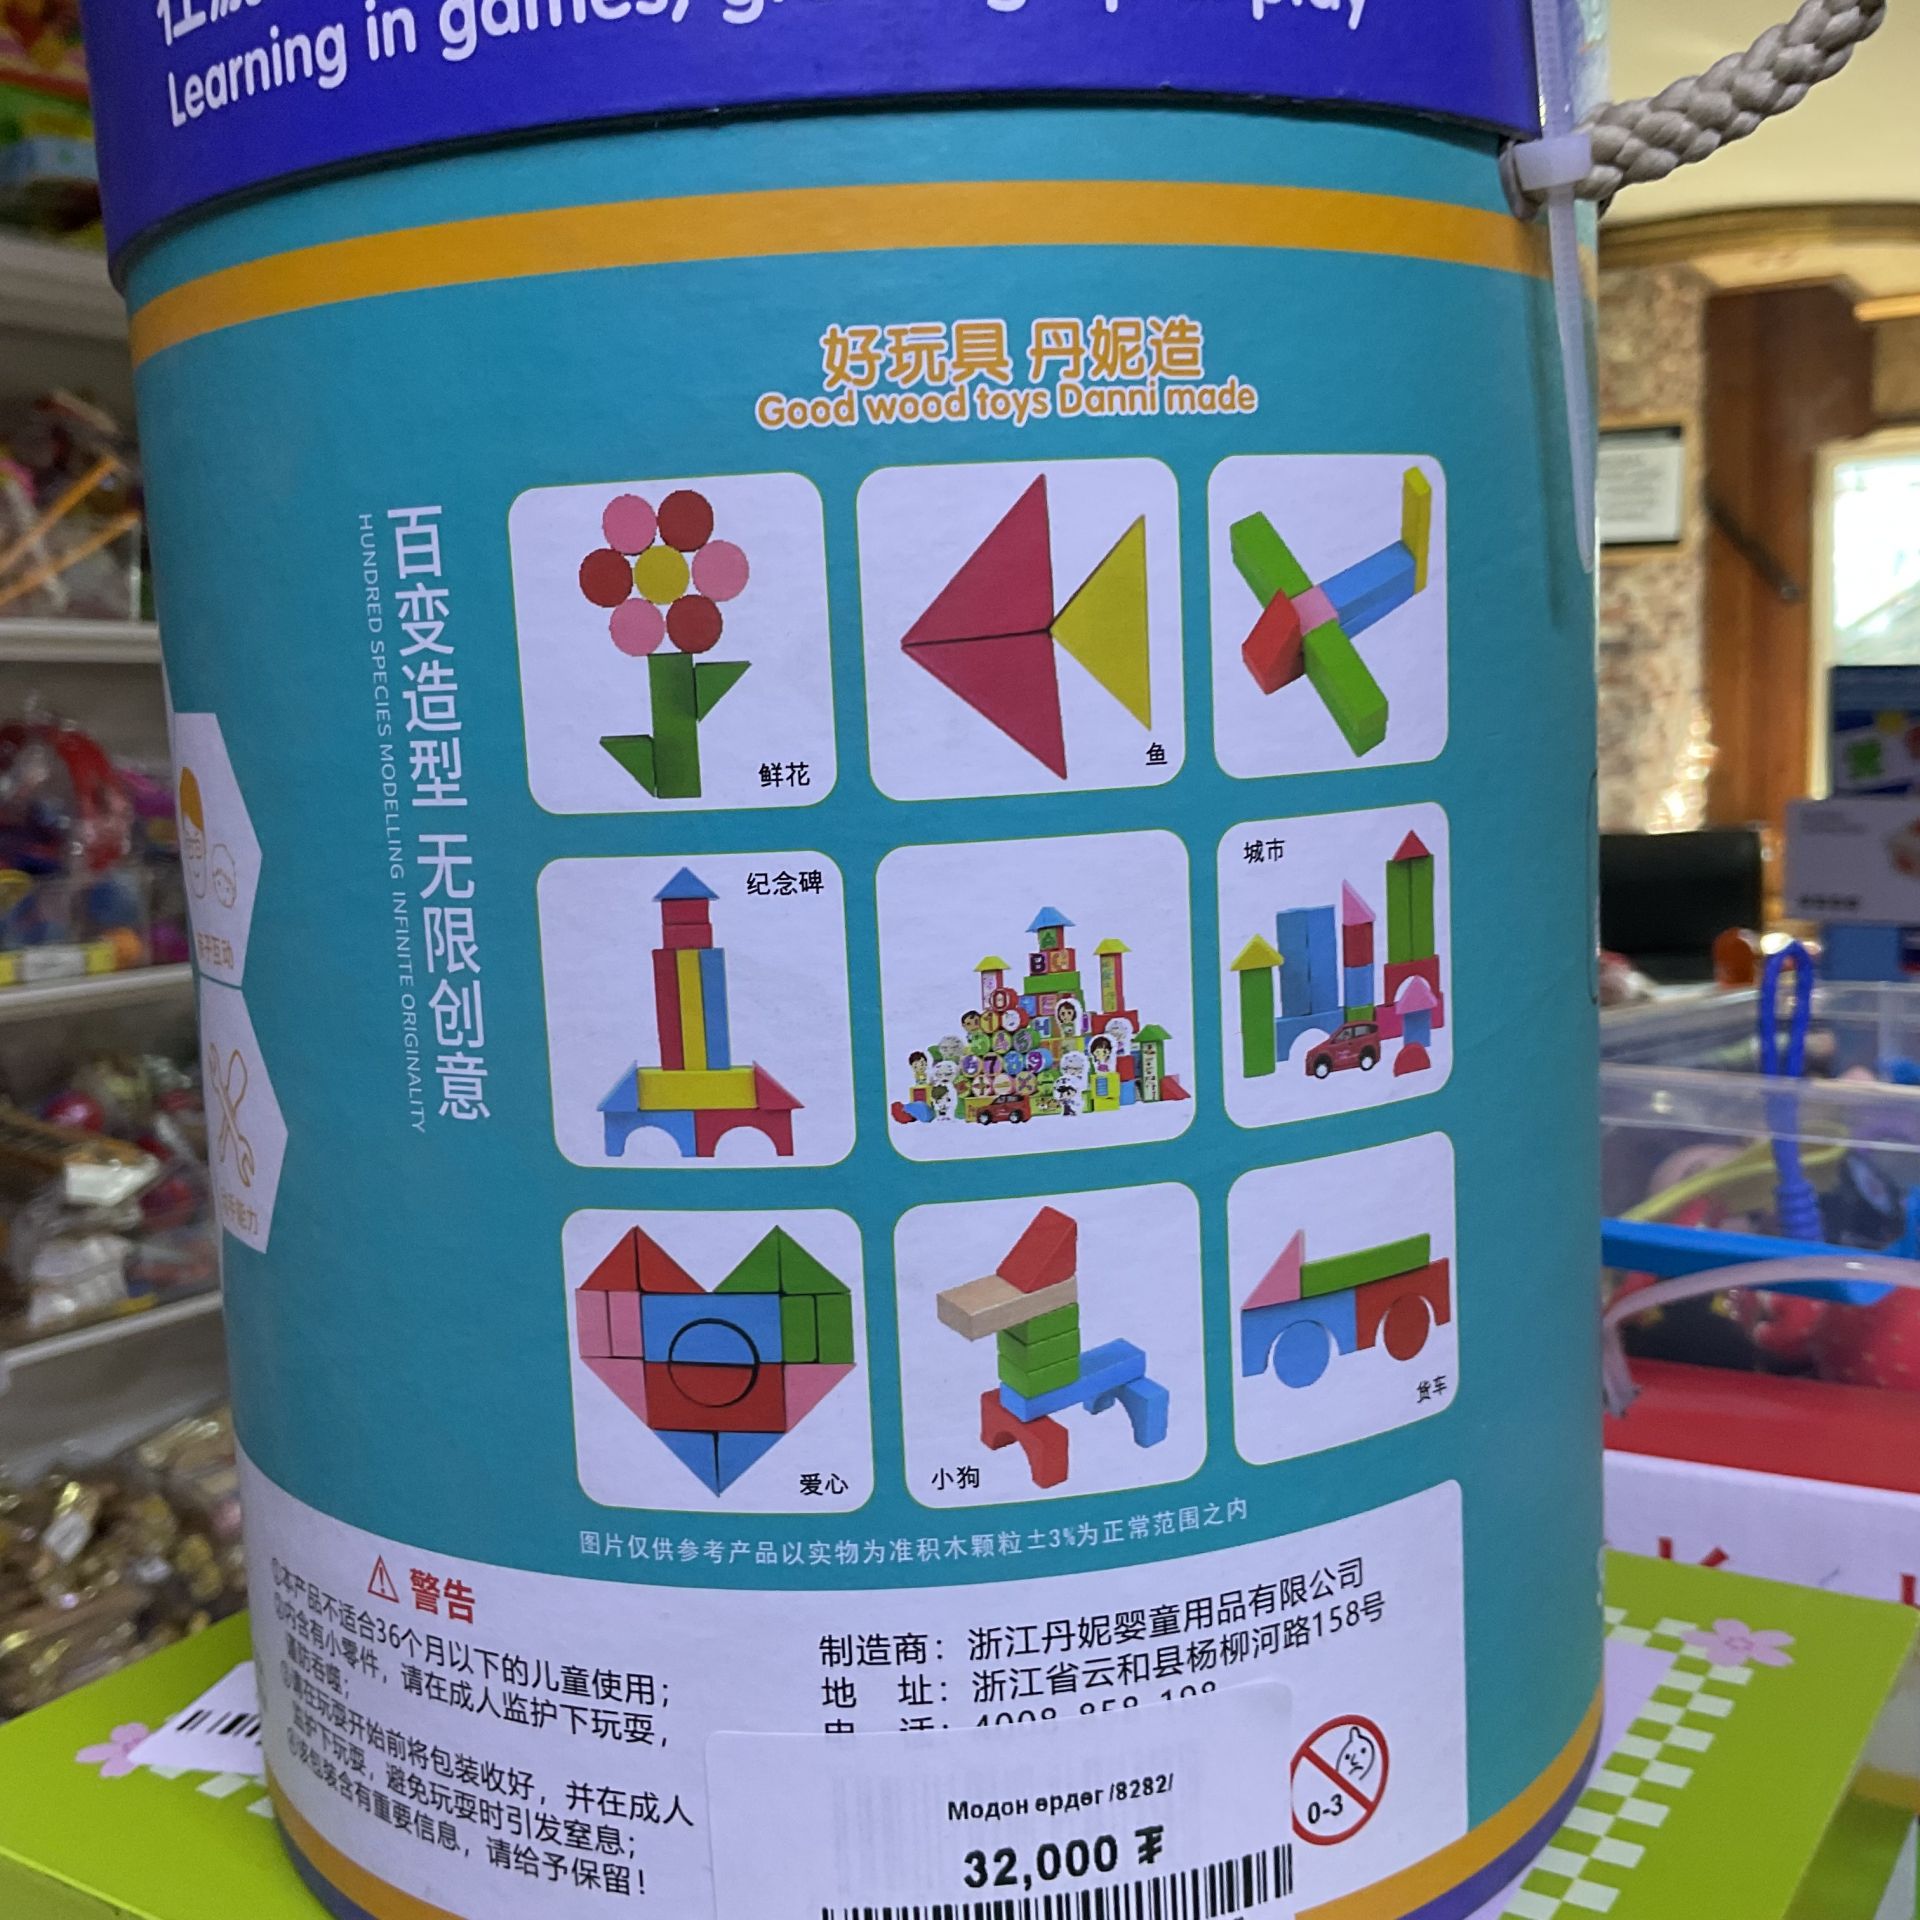 Learning in games,
play
好玩具 丹妮造
Good wood toys Danni made
百变造型 无限创意
HUNDRED SPECIES MODELLING INFINITE ORIGINALITY
鲜花
鱼
纪念碑
城市
爱心
小狗
货车
图片仅供参考产品以实物为准积木颗粒±3%为正常范围之内
警告
①本产品不适合36个月以下的儿童使用；
②内含有小零件，请在成人监护下玩耍，
谨防吞噬；
③请在玩耍开始前将包装收好，并在成人
监护下玩耍，避免玩耍时引发窒息；
④该包装含有重要信息，请给予保留！
制造商：浙江丹妮婴童用品有限公司
地 址：浙江省云和县杨柳河路158号
电 话：4008-858-198
0-3
Модон өрдөг /8282/
32,000 ₮